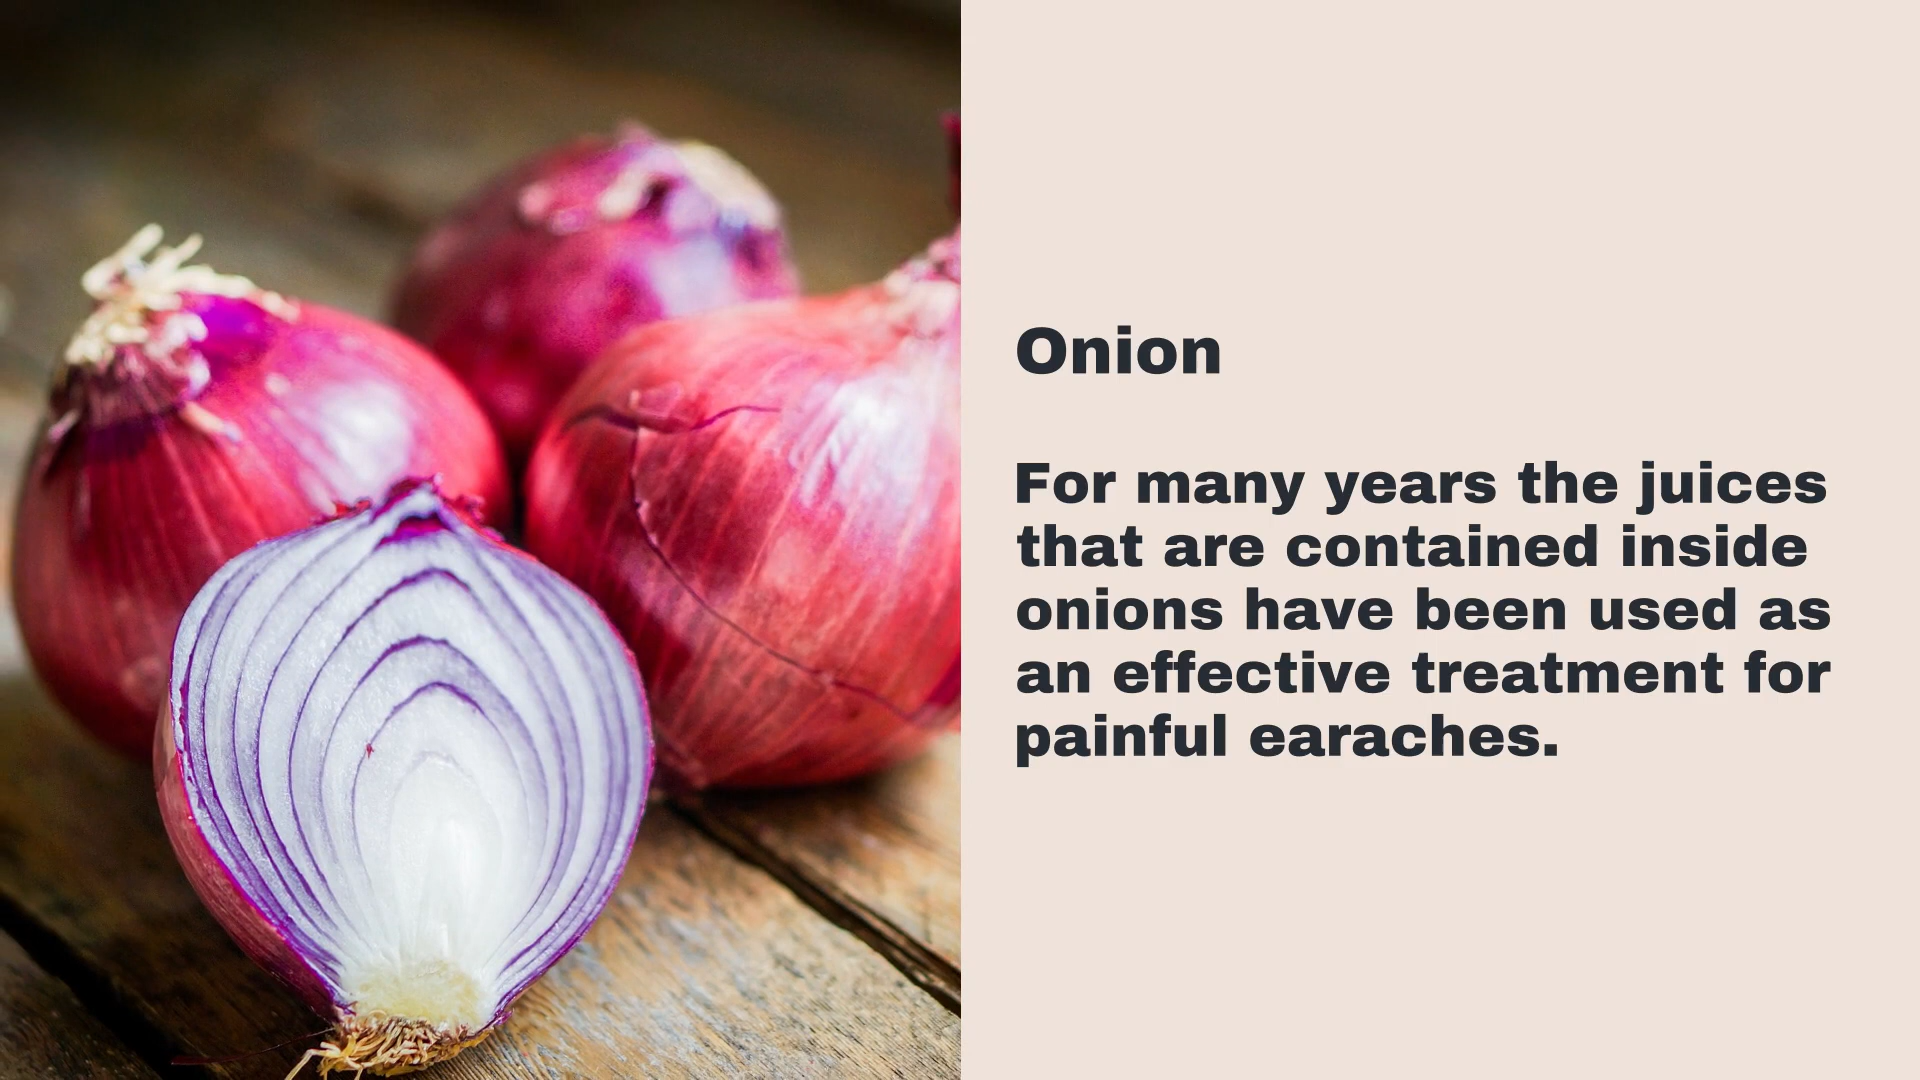 Onion
For many years the juices
that are contained inside
onions have been used as
an effective treatment for
painful earaches.